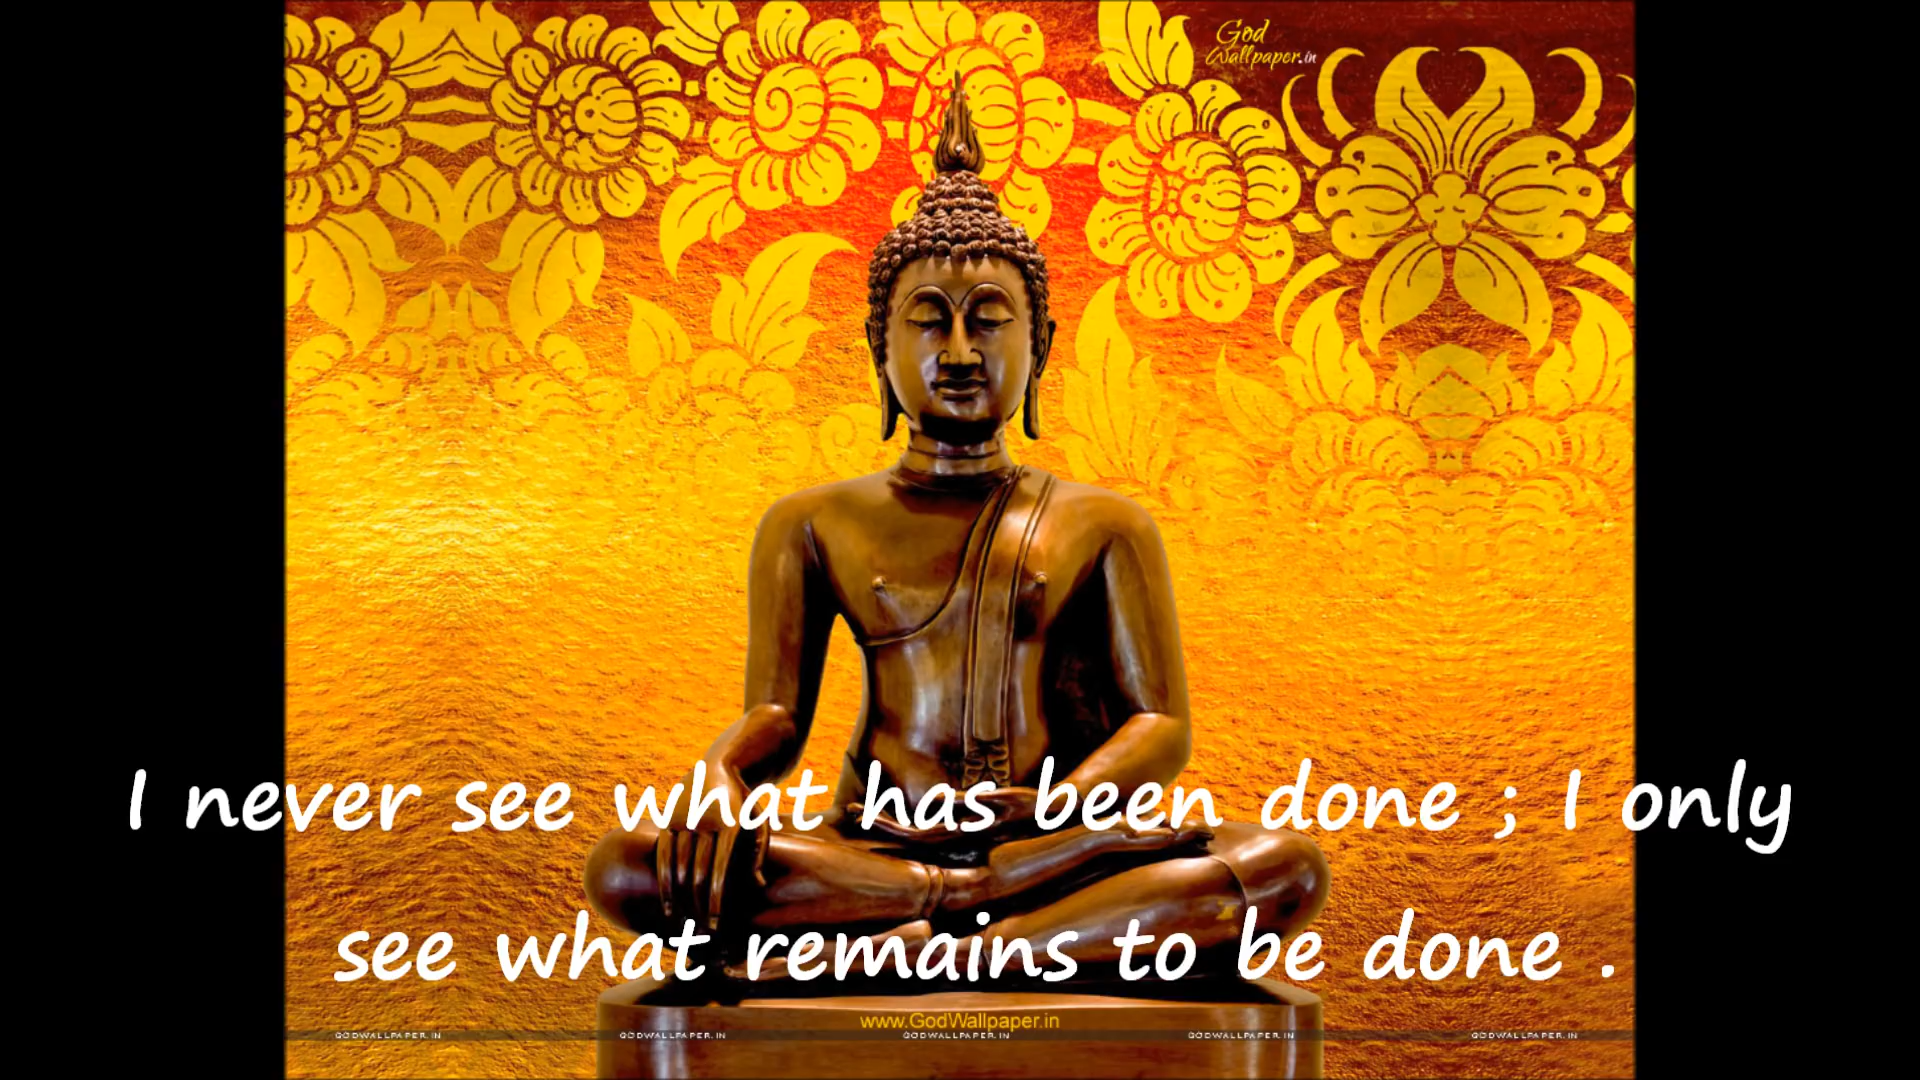 God
Wallpaper.in
I never see what has been done ; I only
see what remains to be done .
www.GodWallpaper.in
GODWALLPAPER.IN GODWALLPAPER.IN GODWALLPAPER.IN GODWALLPAPER.IN GODWALLPAPER.IN